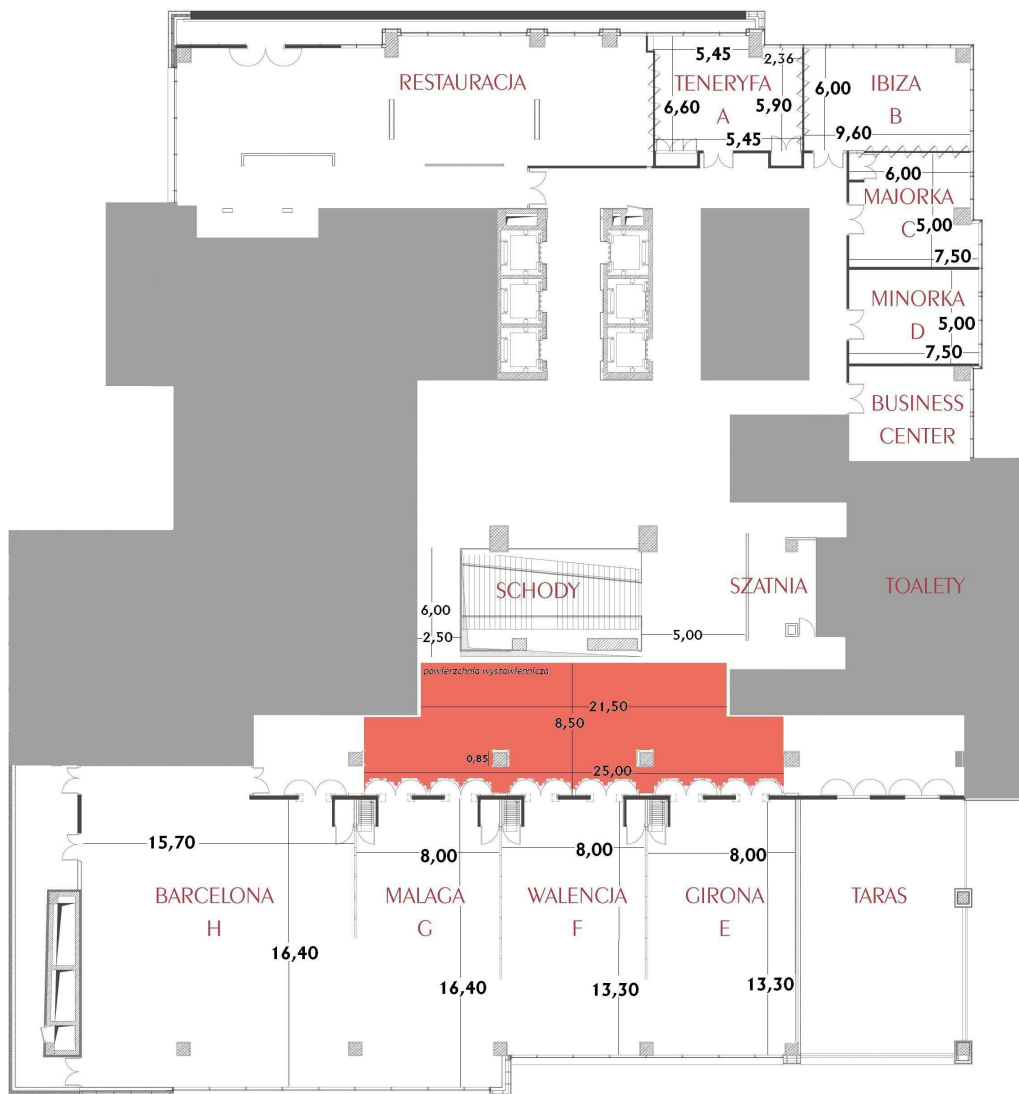 5,45
2,36
RESTAURACJA
TENERYFA
A
6,60
5,90
5,45
6,00
IBIZA
B
9,60
6,00
MAJORKA
C
5,00
7,50
MINORKA
D
5,00
7,50
BUSINESS
CENTER
SCHODY
SZATNIA
TOALETY
6,00
2,50
5,00
powierzchnia wystawiennicza
21,50
8,50
0,85
25,00
15,70
8,00
8,00
8,00
BARCELONA
H
MALAGA
G
WALENCJA
F
GIRONA
E
TARAS
16,40
16,40
13,30
13,30